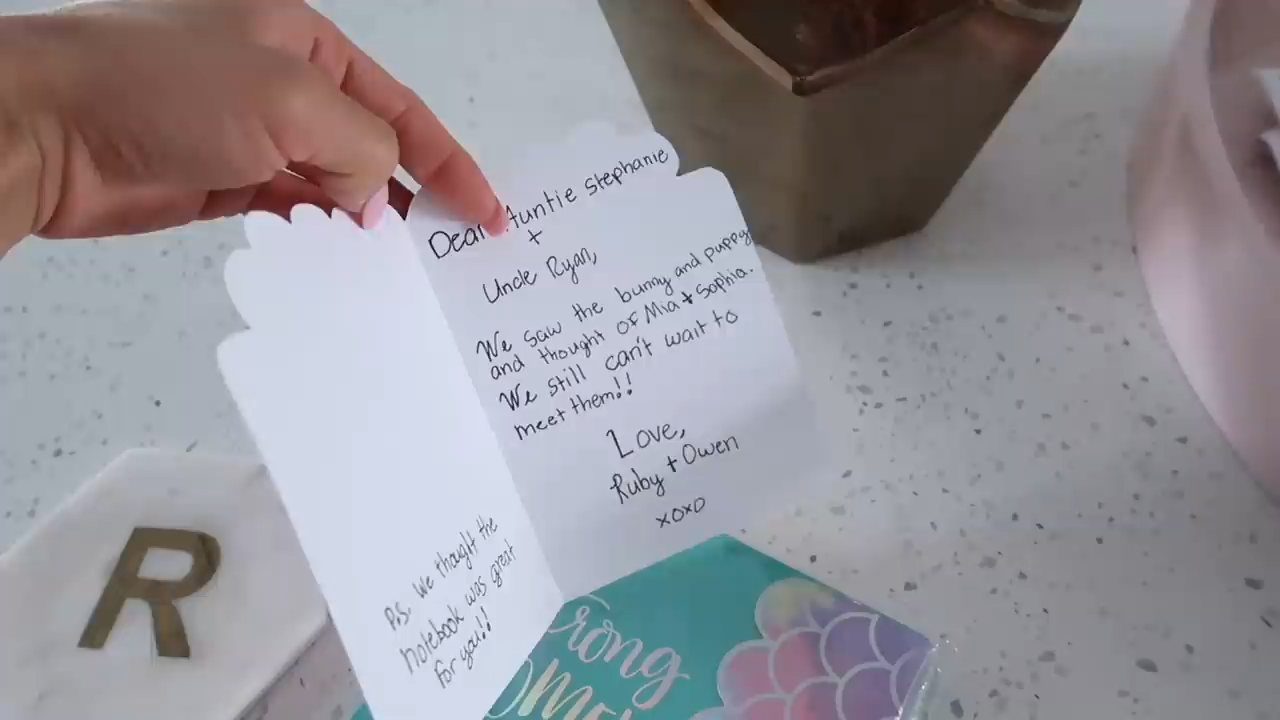 Dear Auntie Stephanie
+
Uncle Ryan,
We saw the bunny and puppy
and thought of Mia + Sophia.
We still can't wait to
meet them!!
Love,
Ruby + Owen
xoxo
P.S. We thought the
notebook was great
for you!!
R